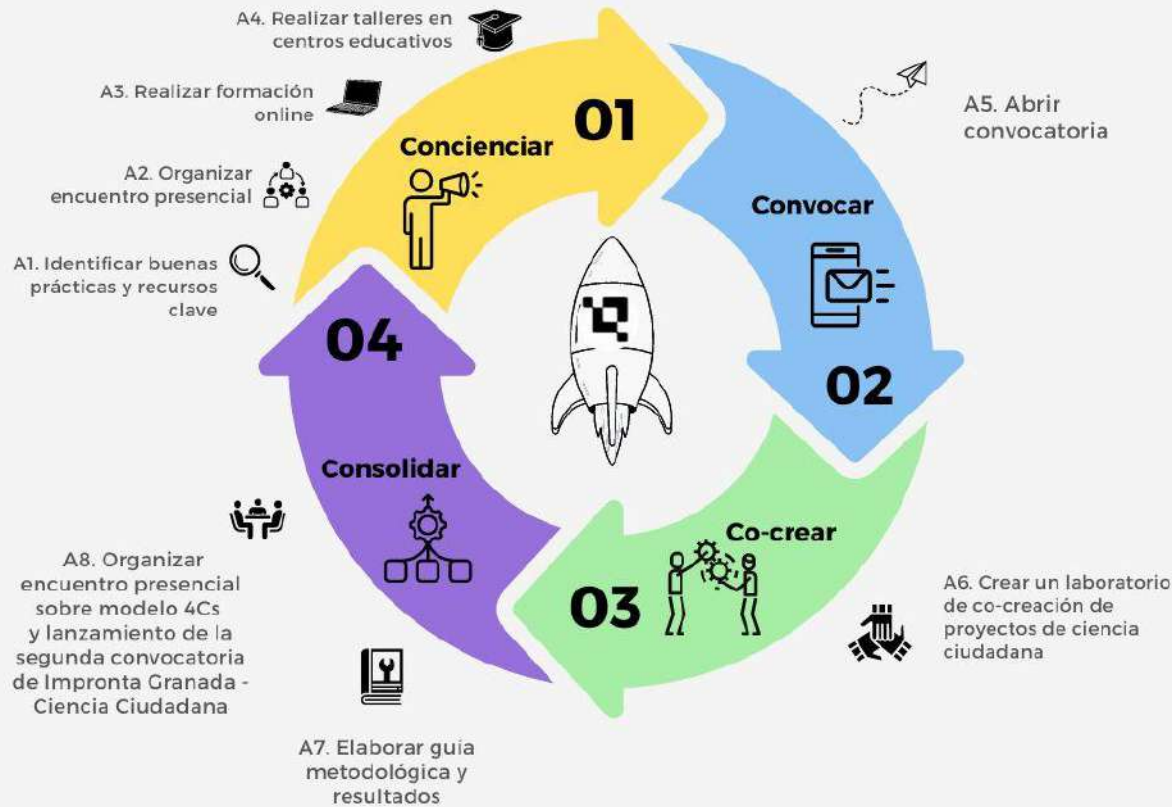 A4. Realizar talleres en
centros educativos
A3. Realizar formación
online
A2. Organizar
encuentro presencial
A1. Identificar buenas
prácticas y recursos
clave
01
Concienciar
A5. Abrir
convocatoria
Convocar
02
Co-crear
03
A6. Crear un laboratorio
de co-creación de
proyectos de ciencia
ciudadana
04
Consolidar
A7. Elaborar guía
metodológica y
resultados
A8. Organizar
encuentro presencial
sobre modelo 4Cs
y lanzamiento de la
segunda convocatoria
de Impronta Granada -
Ciencia Ciudadana